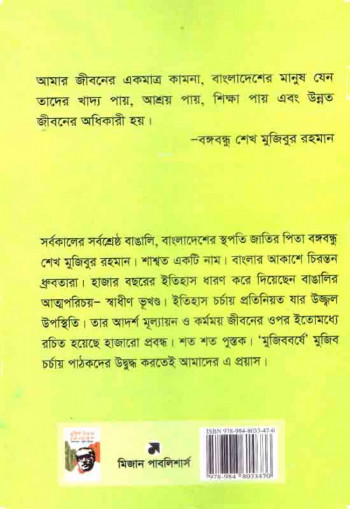 আমার জীবনের একমাত্র কামনা, বাংলাদেশের মানুষ যেন
তাদের খাদ্য পায়, আশ্রয় পায়, শিক্ষা পায় এবং উন্নত
জীবনের অধিকারী হয়।
–বঙ্গবন্ধু শেখ মুজিবুর রহমান
সর্বকালের সর্বশ্রেষ্ঠ বাঙালি, বাংলাদেশের স্থপতি জাতির পিতা বঙ্গবন্ধু
শেখ মুজিবুর রহমান। শাশ্বত একটি নাম। বাংলার আকাশে চিরন্তন
ধ্রুবতারা। হাজার বছরের ইতিহাস ধারণ করে দিয়েছেন বাঙালির
আত্মপরিচয়– স্বাধীণ ভূখণ্ড। ইতিহাস চর্চায় প্রতিনিয়ত যার উজ্জ্বল
উপস্থিতি। তার আদর্শ মূল্যায়ন ও কর্মময় জীবনের ওপর ইতোমধ্যে
রচিত হয়েছে হাজারো প্রবন্ধ। শত শত পুস্তক। 'মুজিববর্ষে' মুজিব
চর্চায় পাঠকদের উদ্বুদ্ধ করতেই আমাদের এ প্রয়াস।
মিজান পাবলিশার্স
ISBN 978-984-8033-47-0
9789848033470